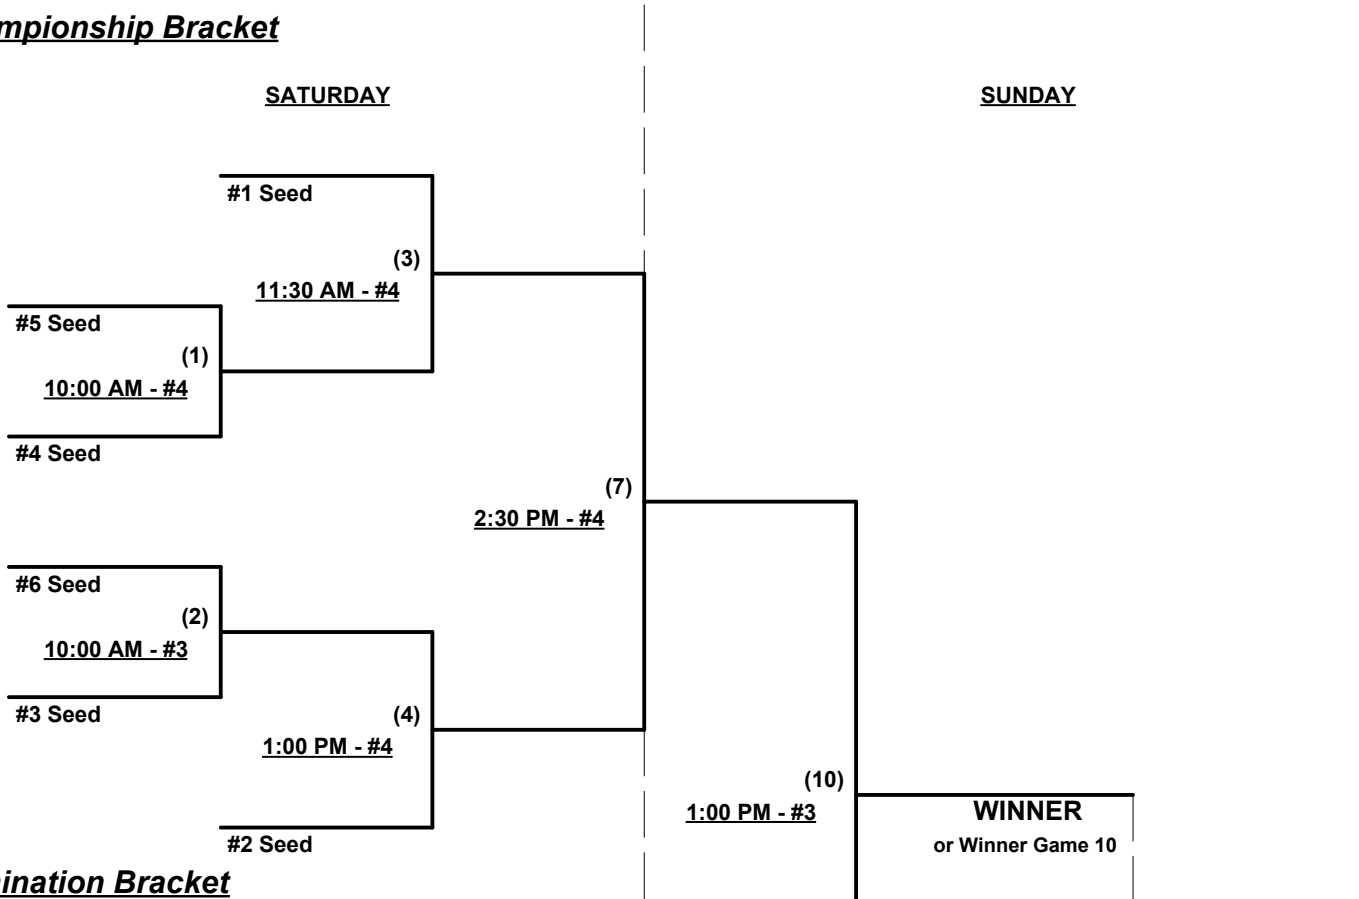 mpionship Bracket
SATURDAY
SUNDAY
#1 Seed
(3)
11:30 AM - #4
#5 Seed
(1)
10:00 AM - #4
#4 Seed
(7)
2:30 PM - #4
#6 Seed
(2)
10:00 AM - #3
#3 Seed
(4)
1:00 PM - #4
(10)
1:00 PM - #3
WINNER
or Winner Game 10
#2 Seed
ination Bracket